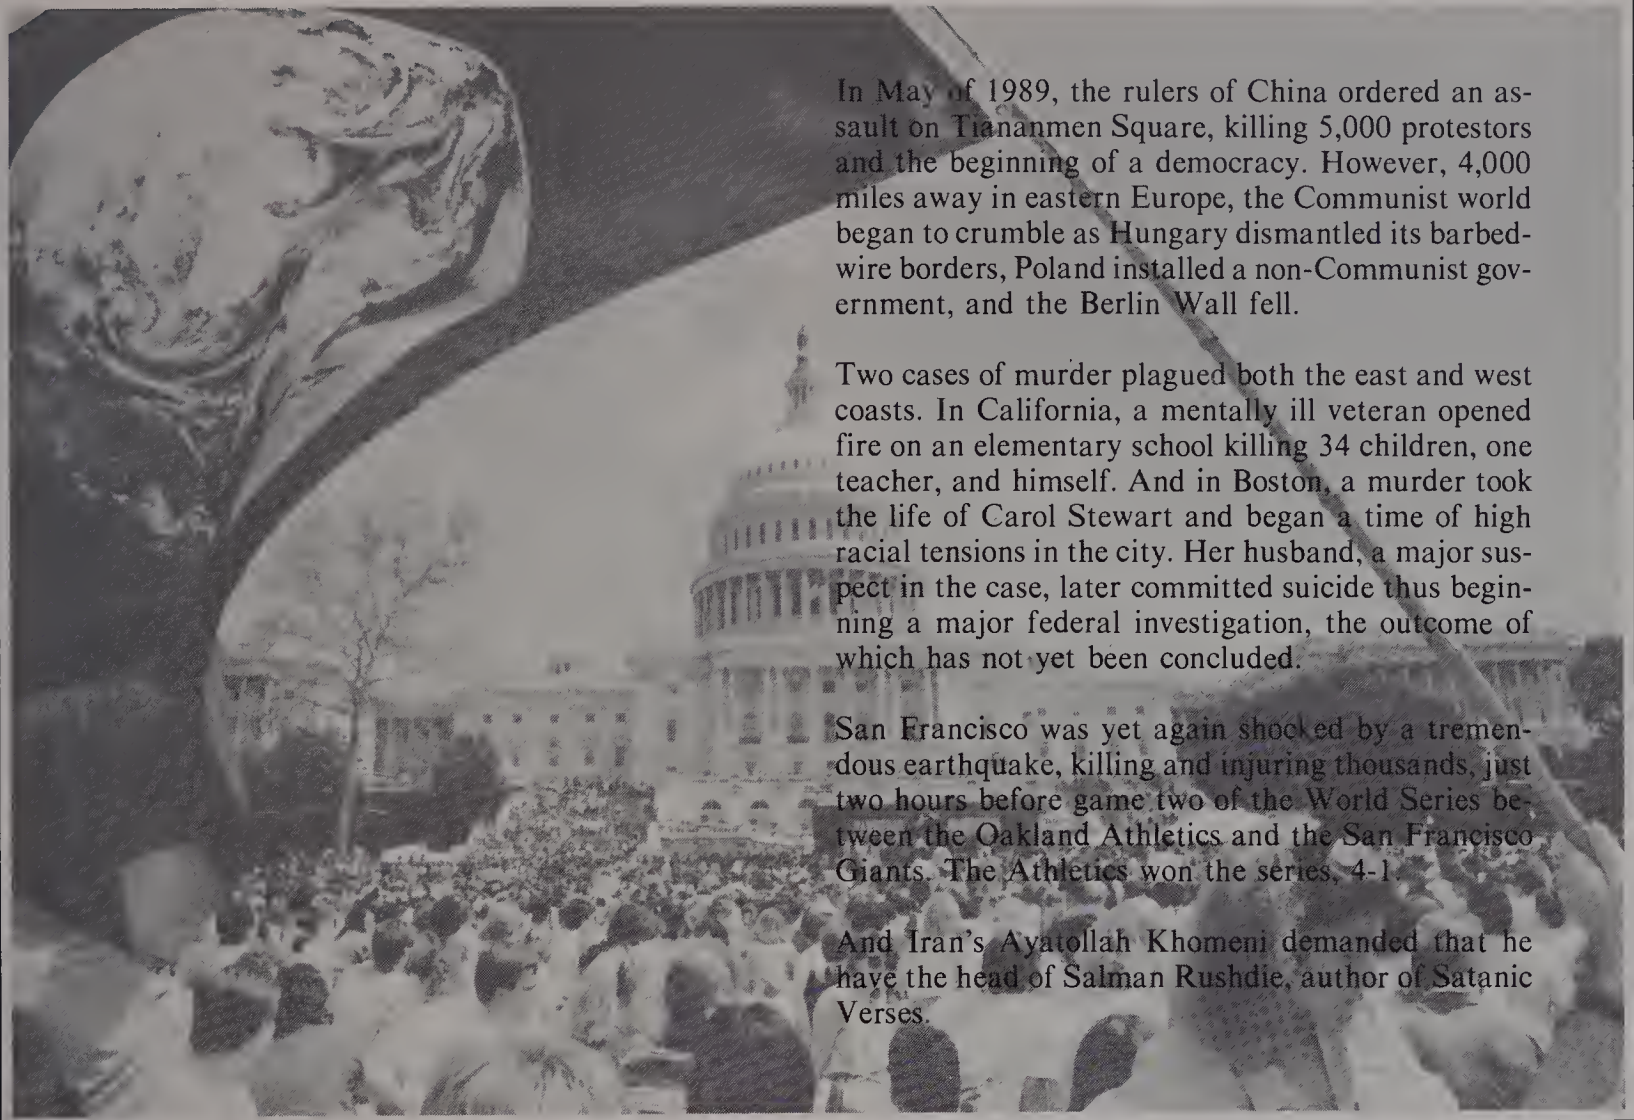 In May of 1989, the rulers of China ordered an as-
sault on Tiananmen Square, killing 5,000 protestors
and the beginning of a democracy. However, 4,000
miles away in eastern Europe, the Communist world
began to crumble as Hungary dismantled its barbed-
wire borders, Poland installed a non-Communist gov-
ernment, and the Berlin Wall fell.
Two cases of murder plagued both the east and west
coasts. In California, a mentally ill veteran opened
fire on an elementary school killing 34 children, one
teacher, and himself. And in Boston, a murder took
the life of Carol Stewart and began a time of high
racial tensions in the city. Her husband, a major sus-
pect in the case, later committed suicide thus begin-
ning a major federal investigation, the outcome of
which has not yet been concluded.
San Francisco was yet again shocked by a tremen-
dous earthquake, killing and injuring thousands, just
two hours before game two of the World Series be-
tween the Oakland Athletics and the San Francisco
Giants. The Athletics won the series, 4-1.
And Iran's Ayatollah Khomeni demanded that he
have the head of Salman Rushdie, author of Satanic
Verses.